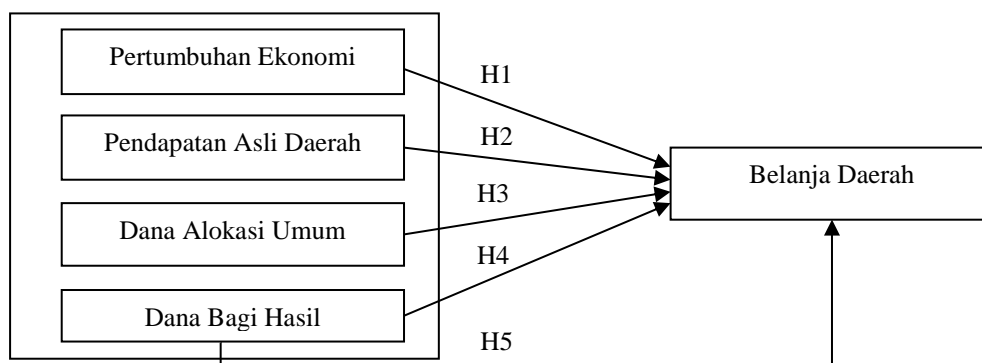 Pertumbuhan Ekonomi
H1
Pendapatan Asli Daerah
H2
Belanja Daerah
Dana Alokasi Umum
H3
H4
Dana Bagi Hasil
H5